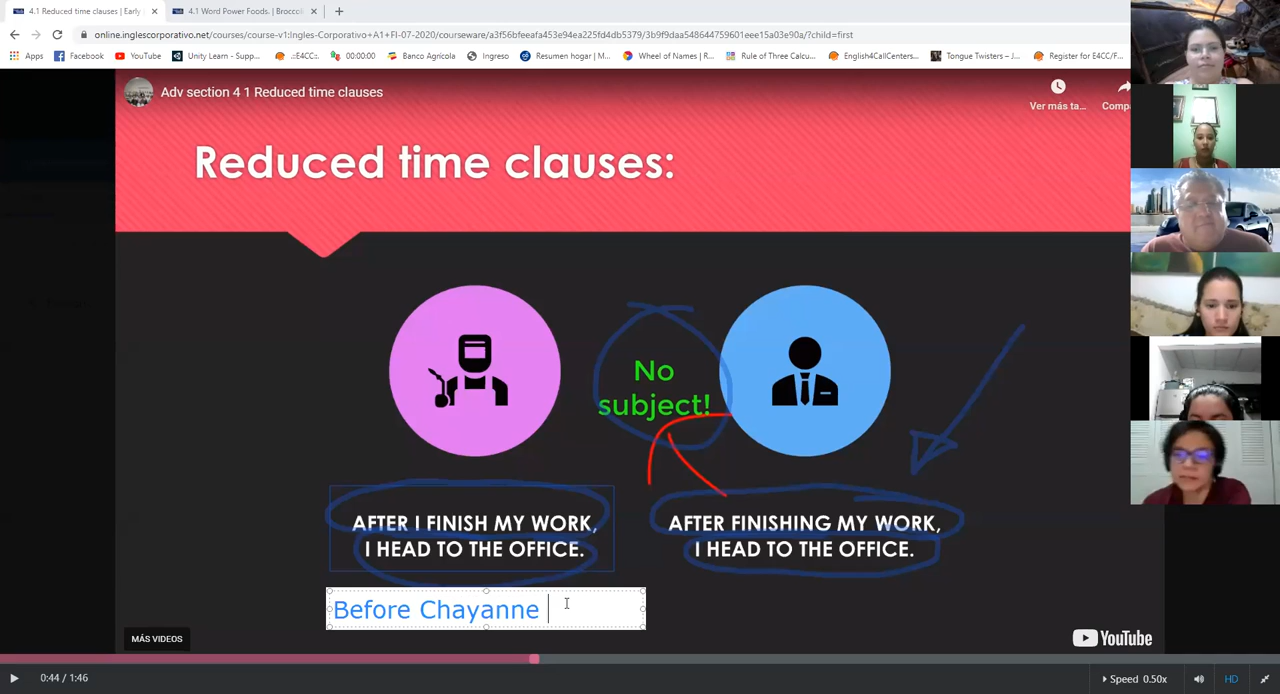 4.1 Reduced time clauses | Early
4.1 Word Power Foods. | Broccoli
online.inglescorporativo.net/courses/course-v1:Ingles-Corporativo+A1+FI-07-2020/courseware/a3f56bfeefa453e94ea225fd4db5379/3b9f9daa548644759601eee15a03e90a/?child=first
Apps Facebook YouTube Unity Learn - Supp... .::E4CC:. 00:00:00 Banco Agrícola Ingreso Resumen hogar | M... Wheel of Names | R... Rule of Three Calcu... English4CallCenters... Tongue Twisters – J... Register for E4CC/F...
Adv section 4 1 Reduced time clauses
Ver más ta... Compa
Reduced time clauses:
No
subject!
AFTER I FINISH MY WORK,
I HEAD TO THE OFFICE.
AFTER FINISHING MY WORK,
I HEAD TO THE OFFICE.
Before Chayanne
MÁS VIDEOS
YouTube
0:44 / 1:46
Speed 0.50x
HD